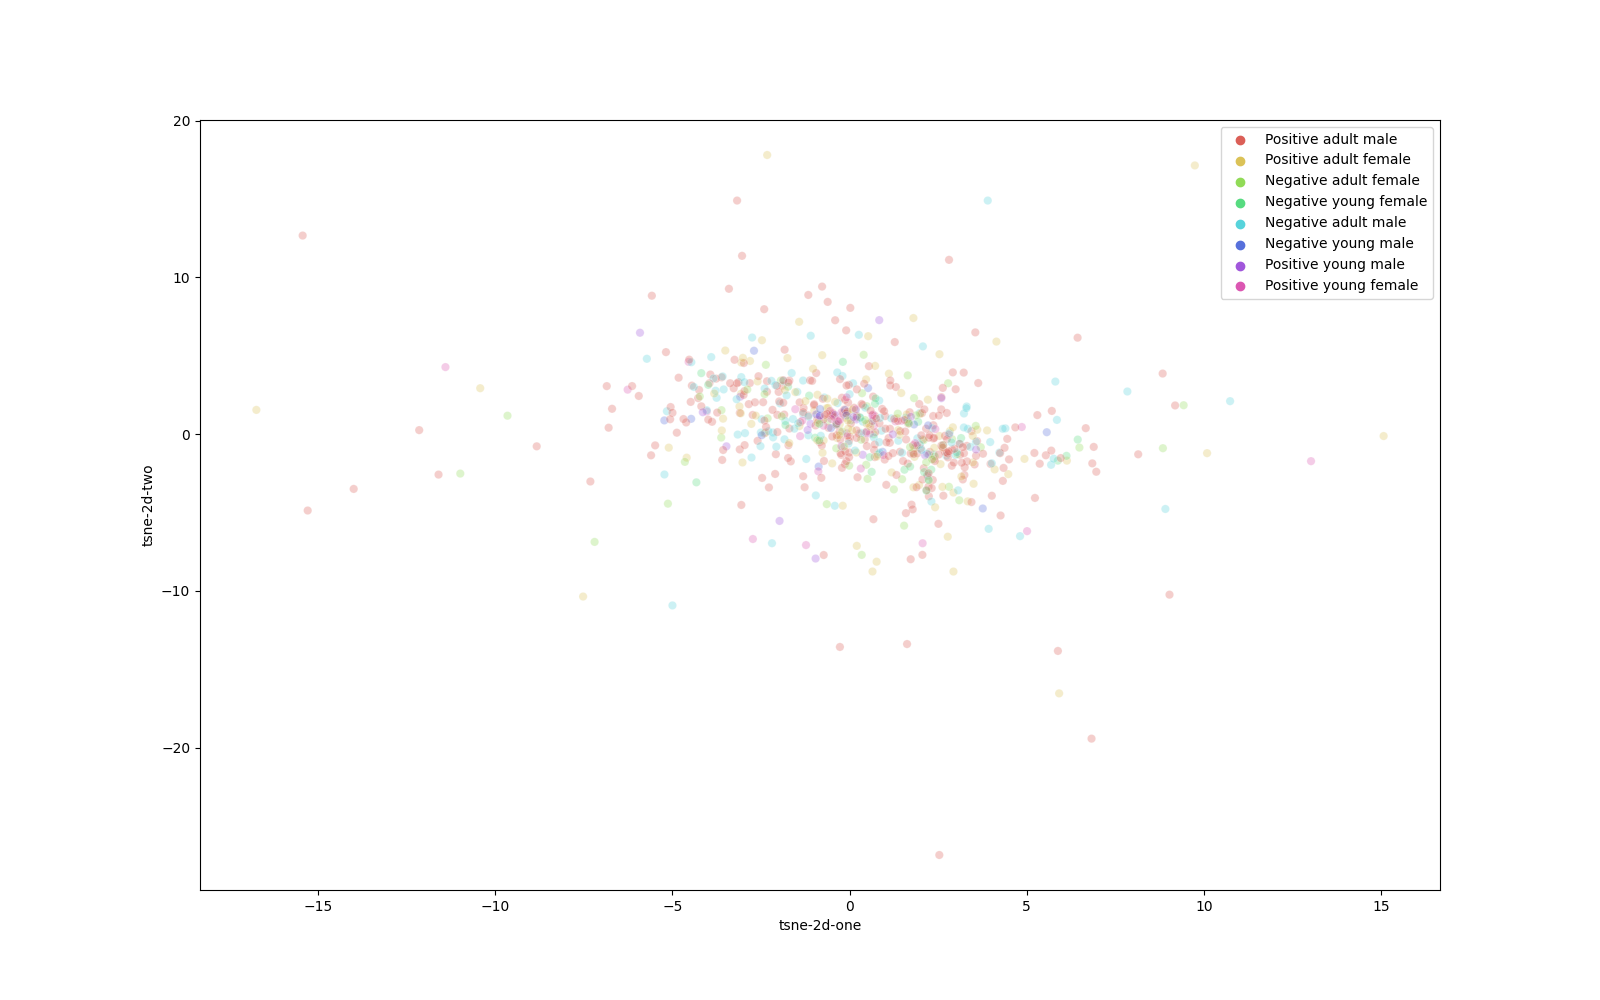 20
10
0
−10
−20
tsne-2d-two
−15
−10
−5
0
5
10
15
tsne-2d-one
Positive adult male
Positive adult female
Negative adult female
Negative young female
Negative adult male
Negative young male
Positive young male
Positive young female